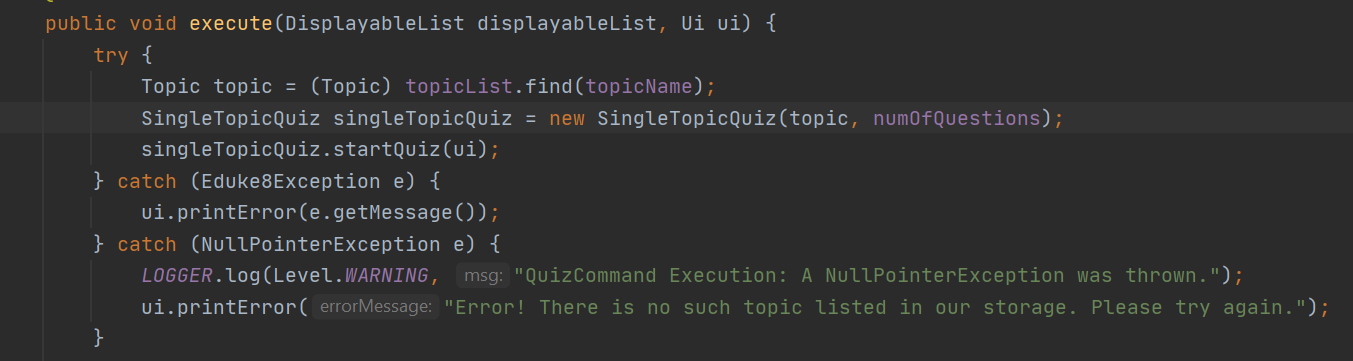 public void execute(DisplayableList displayableList, Ui ui) {
try {
Topic topic = (Topic) topicList.find(topicName);
SingleTopicQuiz singleTopicQuiz = new SingleTopicQuiz(topic, numOfQuestions);
singleTopicQuiz.startQuiz(ui);
} catch (Eduke8Exception e) {
ui.printError(e.getMessage());
} catch (NullPointerException e) {
LOGGER.log(Level.WARNING, msg: "QuizCommand Execution: A NullPointerException was thrown.");
ui.printError( errorMessage: "Error! There is no such topic listed in our storage. Please try again.");
}